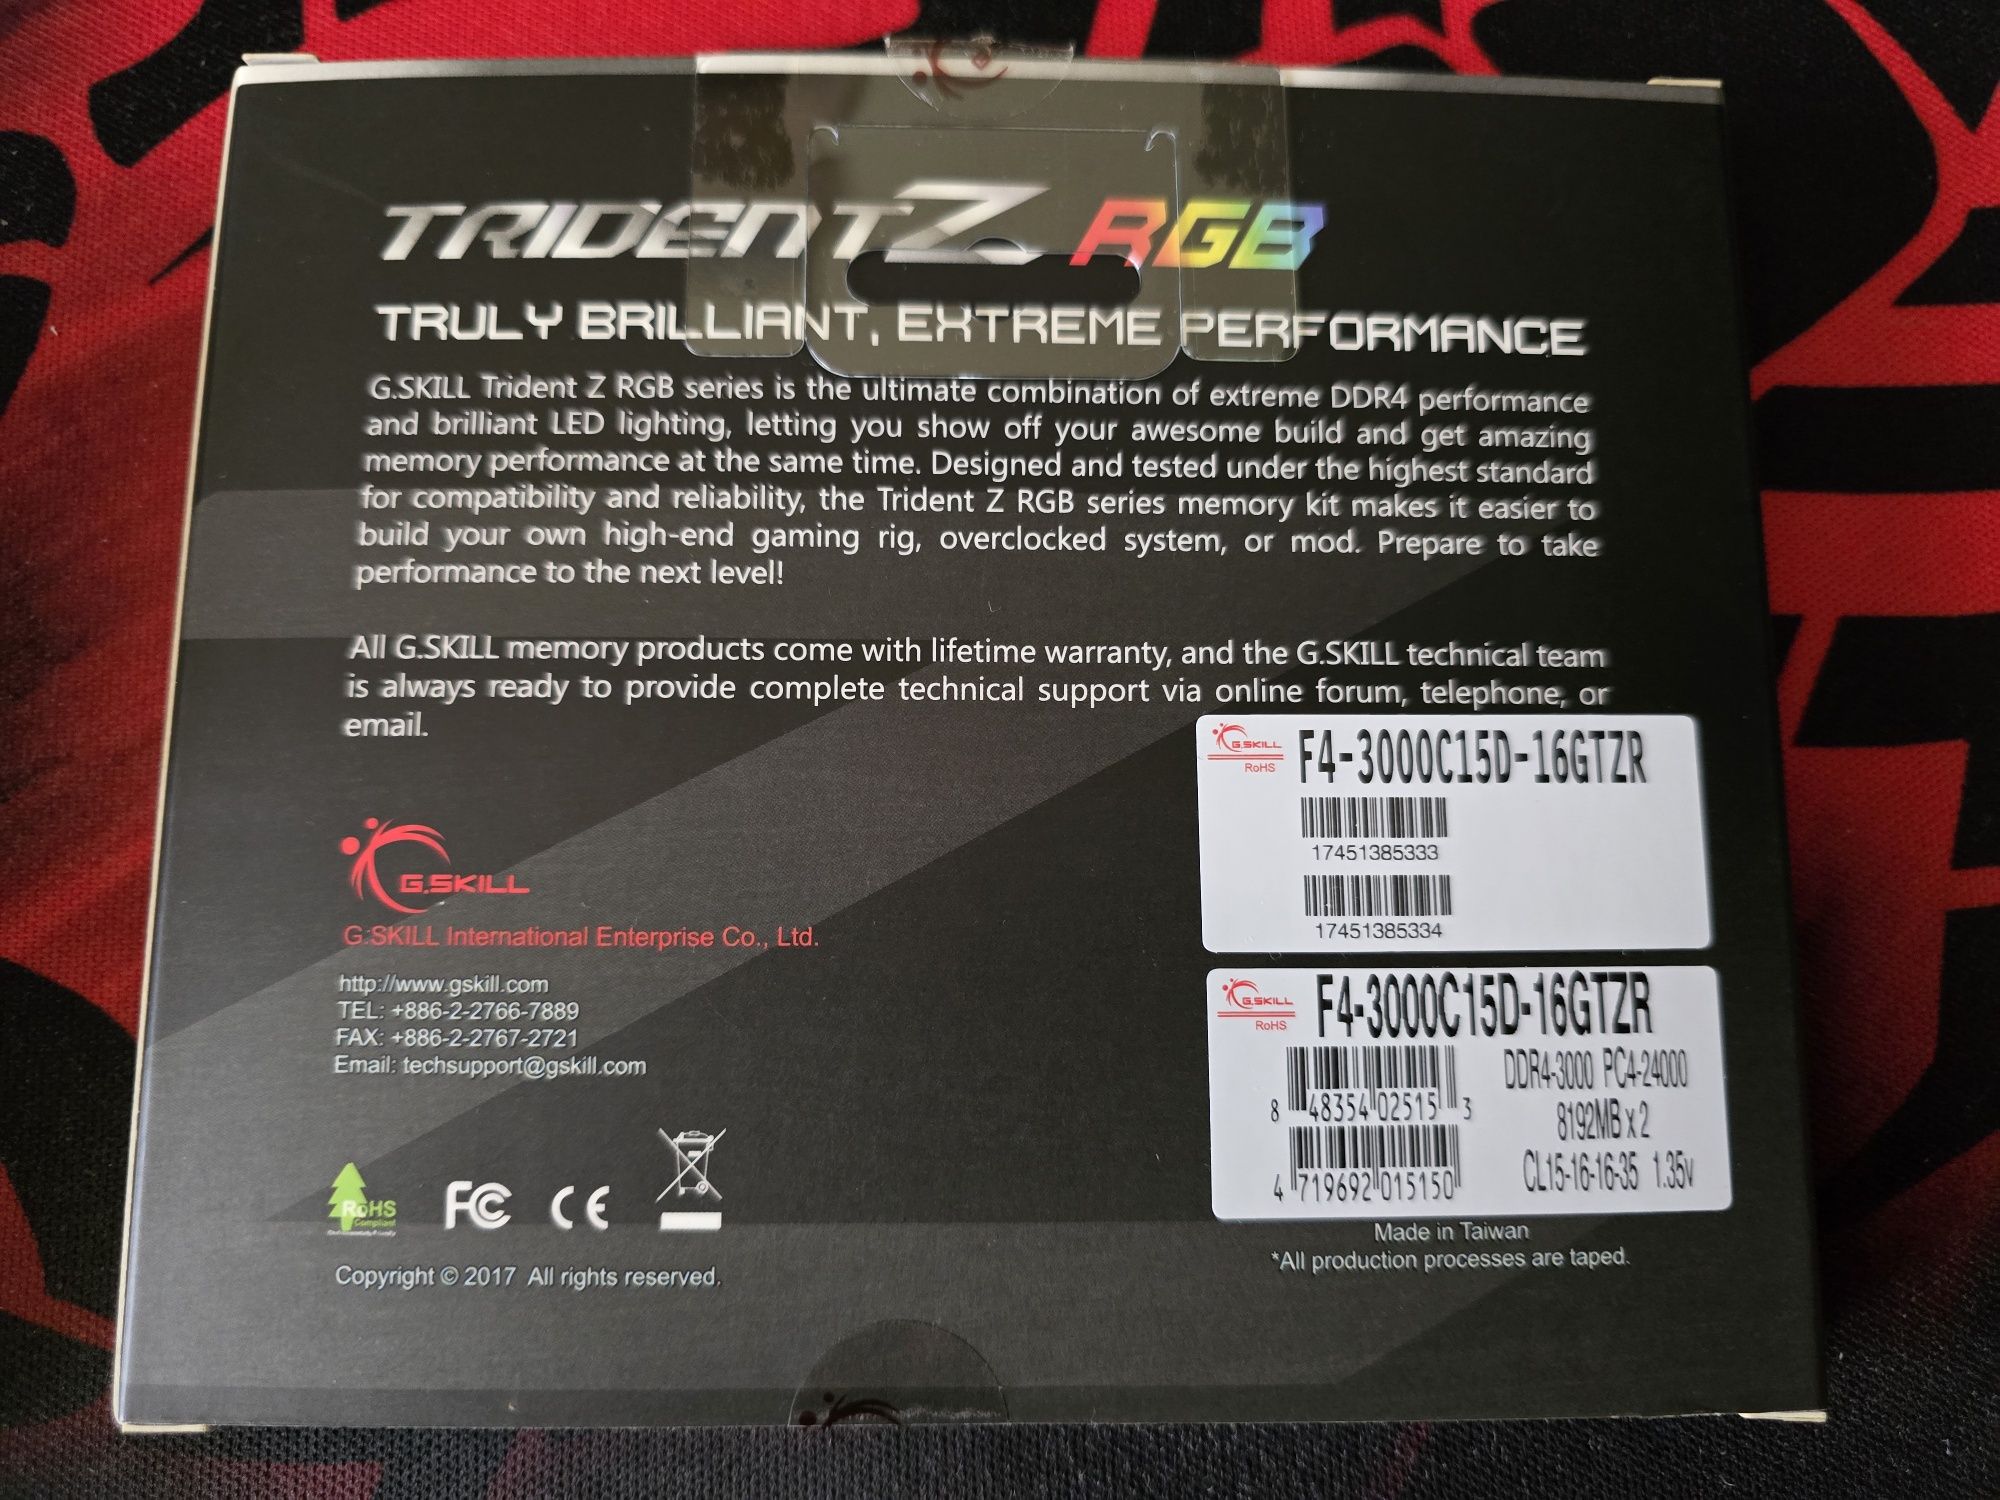 TRIDENT Z RGB
TRULY BRILLIANT, EXTREME PERFORMANCE
G.SKILL Trident Z RGB series is the ultimate combination of extreme DDR4 performance
and brilliant LED lighting, letting you show off your awesome build and get amazing
memory performance at the same time. Designed and tested under the highest standard
for compatibility and reliability, the Trident Z RGB series memory kit makes it easier to
build your own high-end gaming rig, overclocked system, or mod. Prepare to take
performance to the next level!
All G.SKILL memory products come with lifetime warranty, and the G.SKILL technical team
is always ready to provide complete technical support via online forum, telephone, or
email.
G.SKILL
G.SKILL International Enterprise Co., Ltd.
http://www.gskill.com
TEL: +886-2-2766-7889
FAX: +886-2-2767-2721
Email: techsupport@gskill.com
RoHS
Compliant
Environmentally Friendly
FC CE
Copyright © 2017 All rights reserved.
G.SKILL
RoHS
F4-3000C15D-16GTZR
17451385333
17451385334
G.SKILL
RoHS
F4-3000C15D-16GTZR
8 48354 02515 3
4 719692 015150
DDR4-3000 PC4-24000
8192MB x 2
CL15-16-16-35 1.35v
Made in Taiwan
*All production processes are taped.